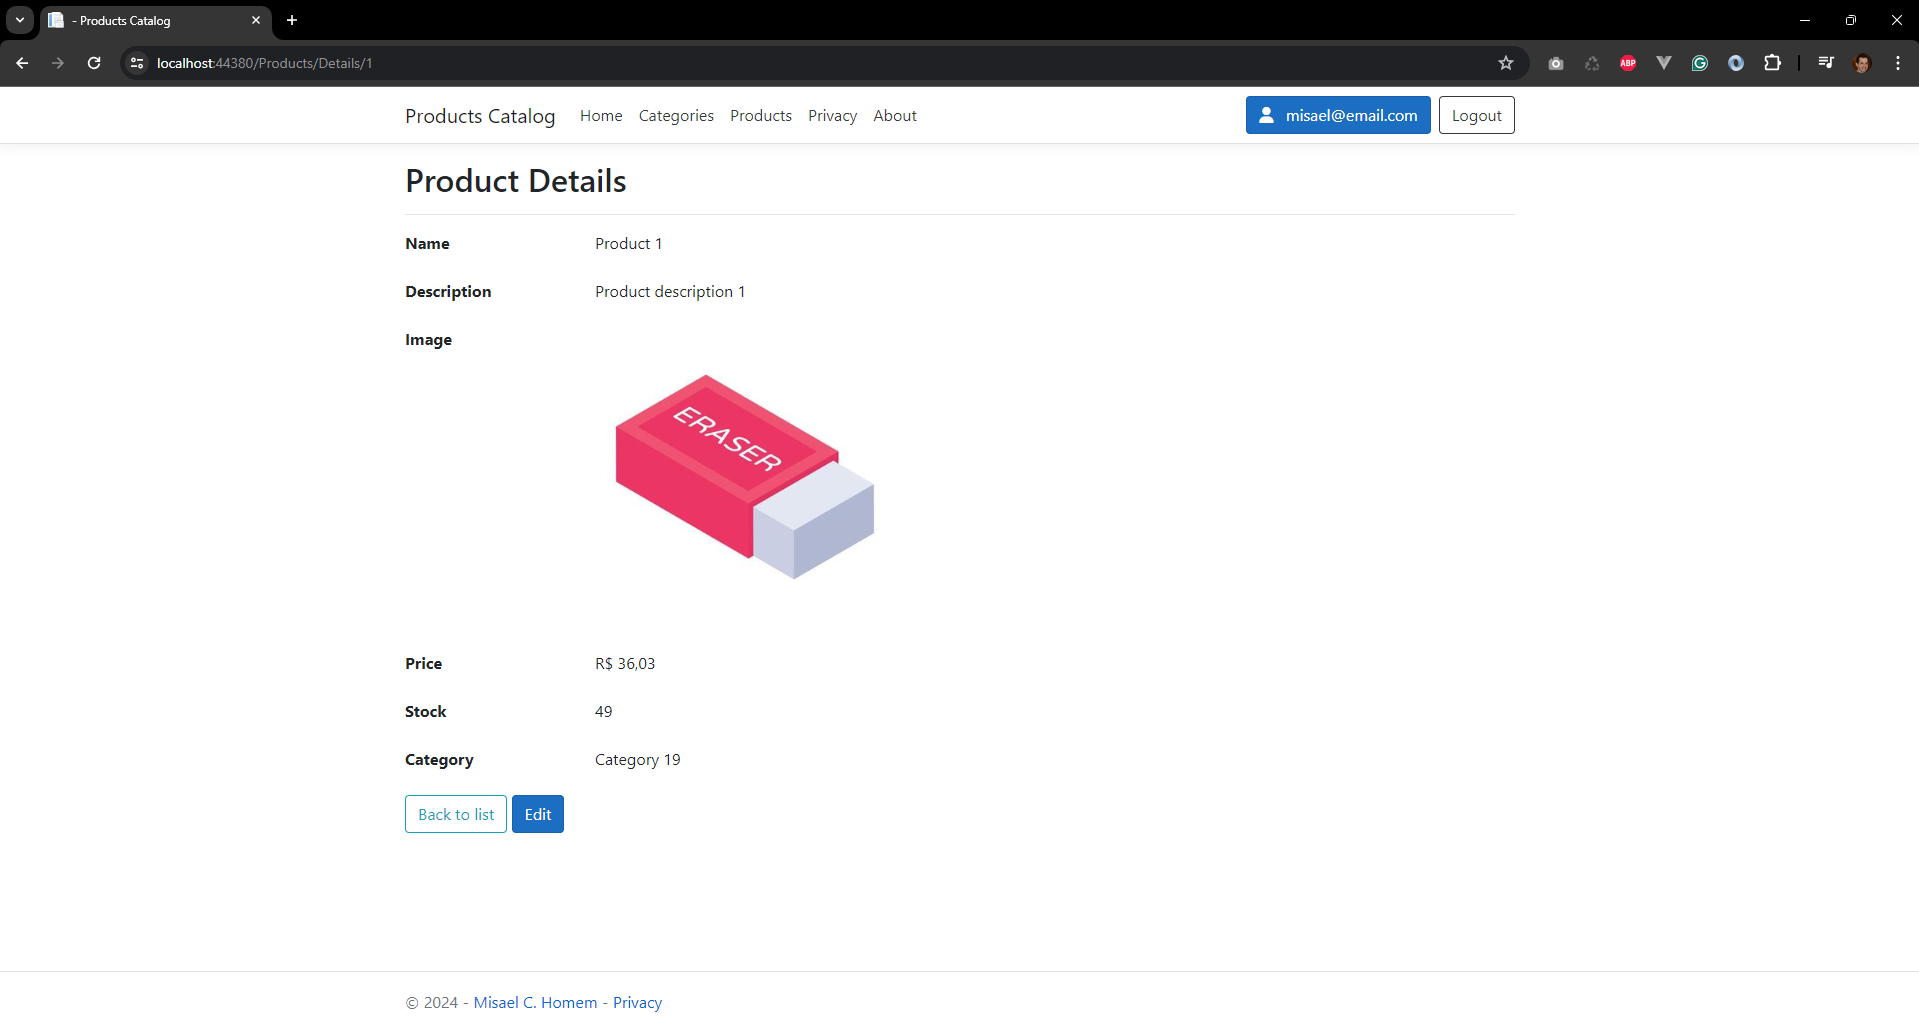 - Products Catalog
localhost:44380/Products/Details/1
ABP
Products Catalog Home Categories Products Privacy About misael@email.com Logout
Product Details
Name Product 1
Description Product description 1
Image
ERASER
Price R$ 36,03
Stock 49
Category Category 19
Back to list Edit
© 2024 - Misael C. Homem - Privacy